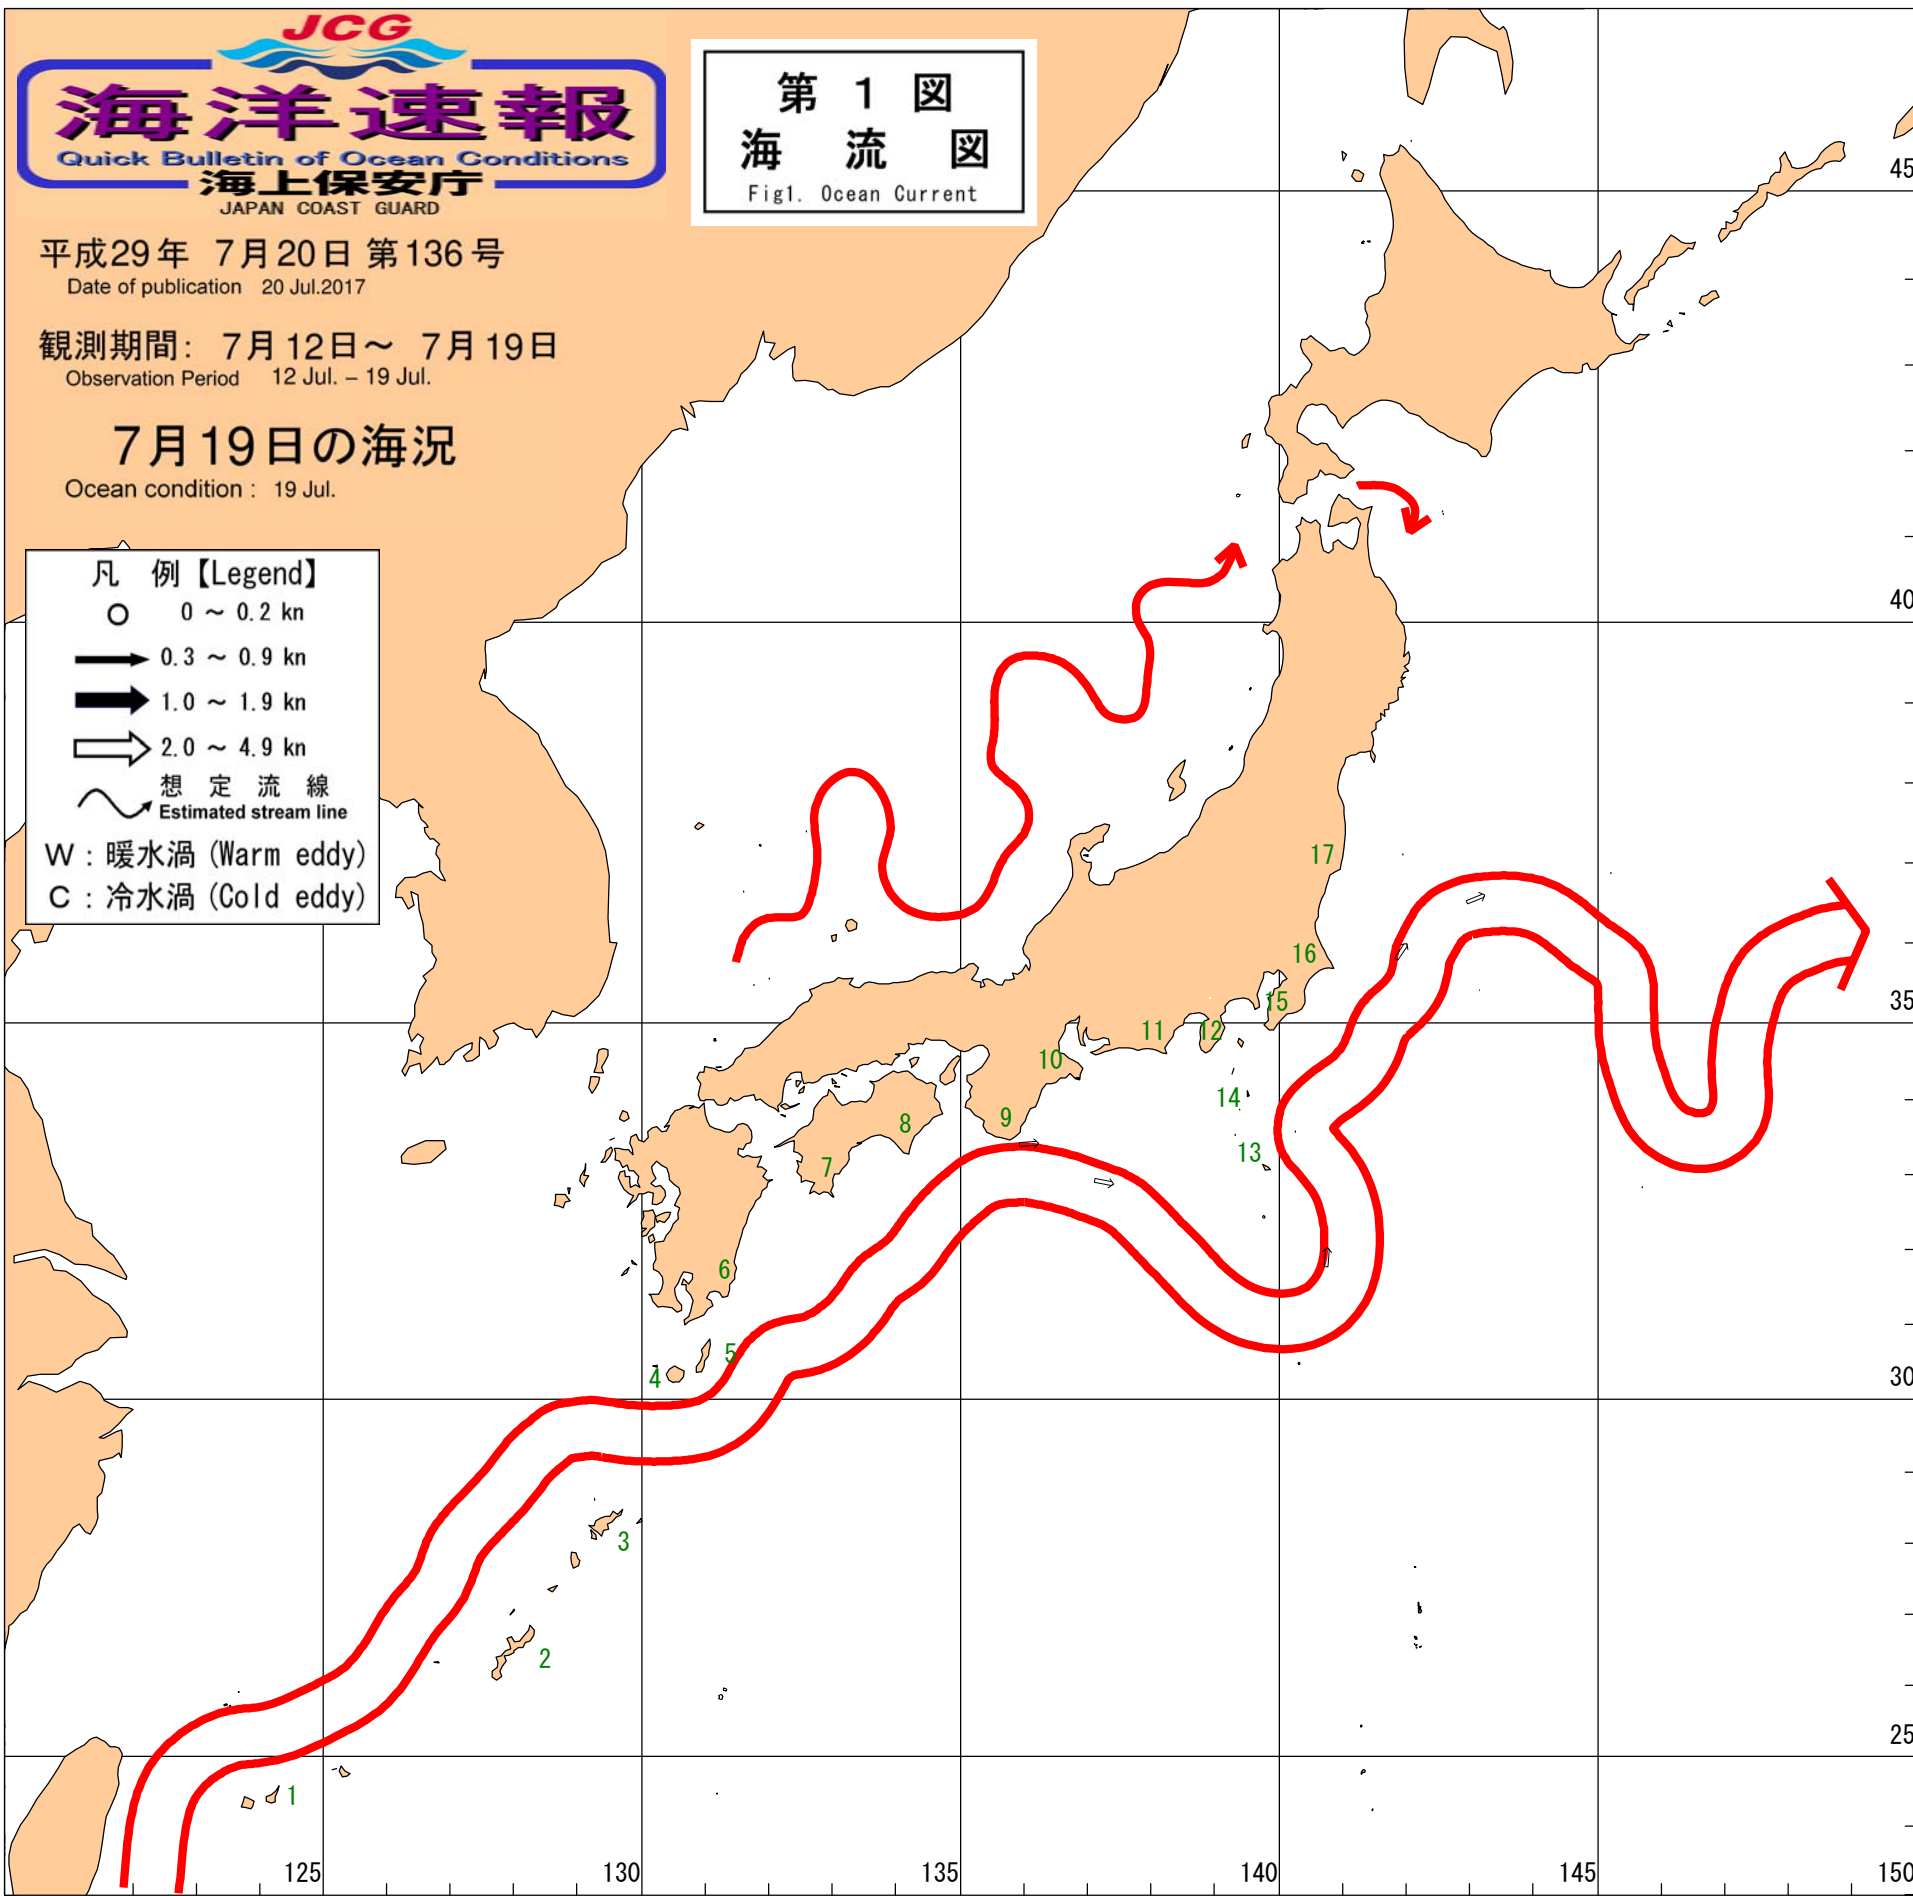 JCG
海洋速報
Quick Bulletin of Ocean Conditions
海上保安庁
JAPAN COAST GUARD
平成29年 7月20日 第136号
Date of publication 20 Jul.2017
観測期間: 7月12日～ 7月19日
Observation Period 12 Jul. – 19 Jul.
7月19日の海況
Ocean condition : 19 Jul.
第 1 図
海 流 図
Fig1. Ocean Current
凡 例【Legend】
0 ～ 0.2 kn
0.3 ～ 0.9 kn
1.0 ～ 1.9 kn
2.0 ～ 4.9 kn
想 定 流 線
Estimated stream line
W : 暖水渦 (Warm eddy)
C : 冷水渦 (Cold eddy)
45
40
17
16
15
35
11
12
10
14
8
9
13
7
6
5
4
30
3
2
25
1
125
130
135
140
145
150